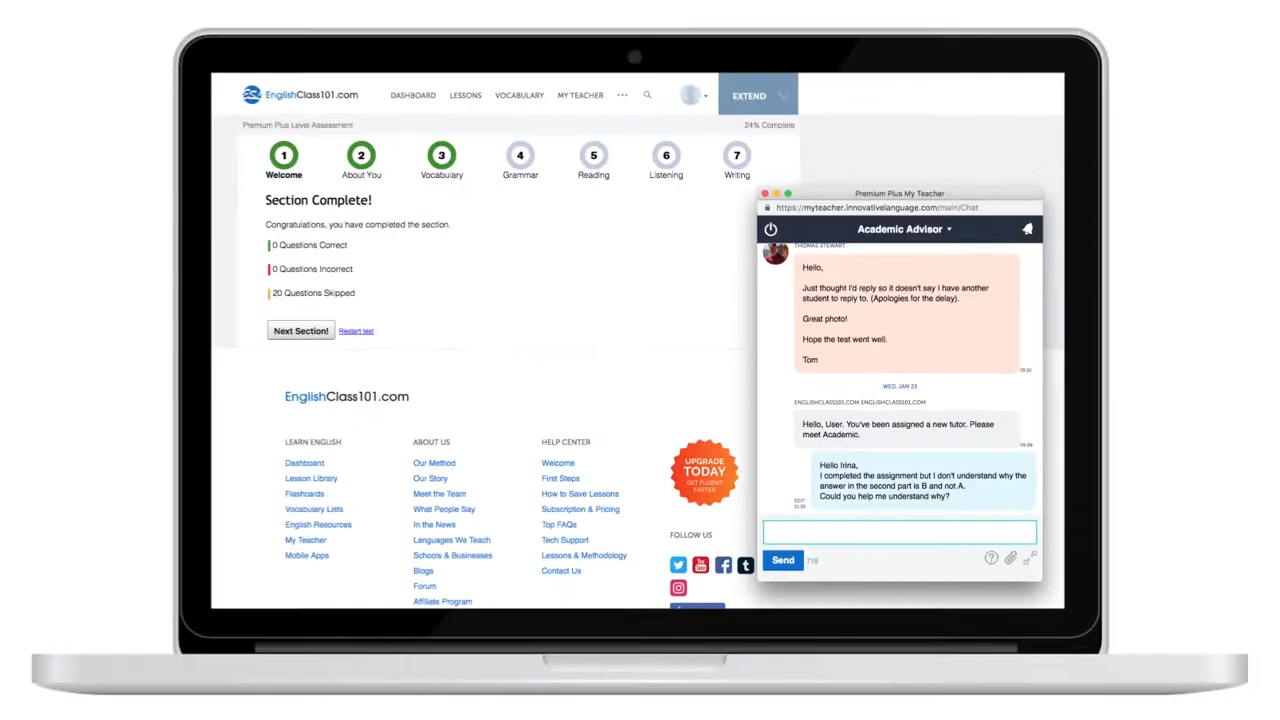 EnglishClass101.com
DASHBOARD
LESSONS
VOCABULARY
MY TEACHER
EXTEND
Premium Plus Level Assessment
24% Complete
1
2
3
4
5
6
7
Welcome
About You
Vocabulary
Grammar
Reading
Listening
Writing
Section Complete!
Congratulations, you have completed the section.
0 Questions Correct
0 Questions Incorrect
20 Questions Skipped
Next Section!
Restart test
EnglishClass101.com
LEARN ENGLISH
Dashboard
Lesson Library
Flashcards
Vocabulary Lists
English Resources
My Teacher
Mobile Apps
ABOUT US
Our Method
Our Story
Meet the Team
What People Say
In the News
Languages We Teach
Schools & Businesses
Blogs
Forum
Affiliate Program
HELP CENTER
Welcome
First Steps
How to Save Lessons
Subscription & Pricing
Top FAQs
Tech Support
Lessons & Methodology
Contact Us
UPGRADE
TODAY
GET FLUENT
FASTER
FOLLOW US
Premium Plus My Teacher
https://myteacher.innovativelanguage.com/main/Chat
Academic Advisor
THOMAS STEWART
Hello,
Just thought I'd reply so it doesn't say I have another
student to reply to. (Apologies for the delay).
Great photo!
Hope the test went well.
Tom
WED, JAN 23
ENGLISHCLASS101.COM ENGLISHCLASS101.COM
Hello, User. You've been assigned a new tutor. Please
meet Academic.
09:09
Hello Irina,
I completed the assignment but I don't understand why the
answer in the second part is B and not A.
Could you help me understand why?
EDIT
11:30
Send
719